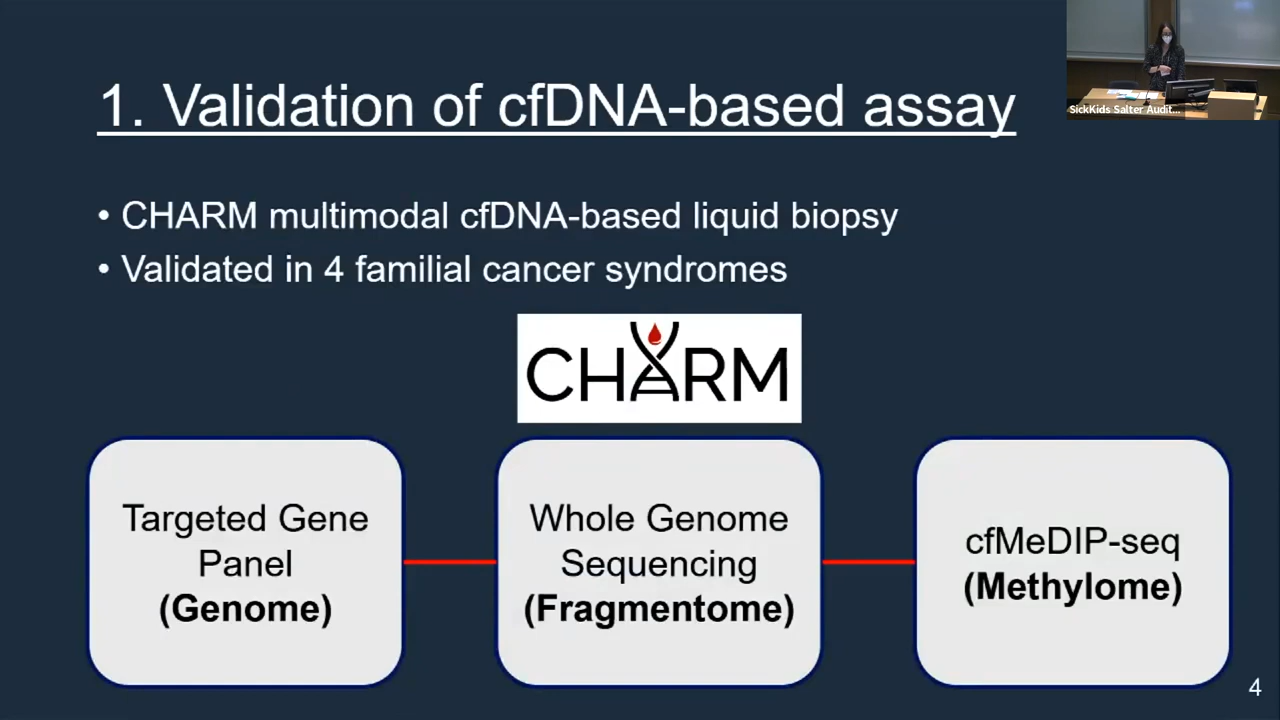 1. Validation of cfDNA-based assay
SickKids Salter Audit...
• CHARM multimodal cfDNA-based liquid biopsy
• Validated in 4 familial cancer syndromes
CHARM
Targeted Gene
Panel
(Genome)
Whole Genome
Sequencing
(Fragmentome)
cfMeDIP-seq
(Methylome)
4